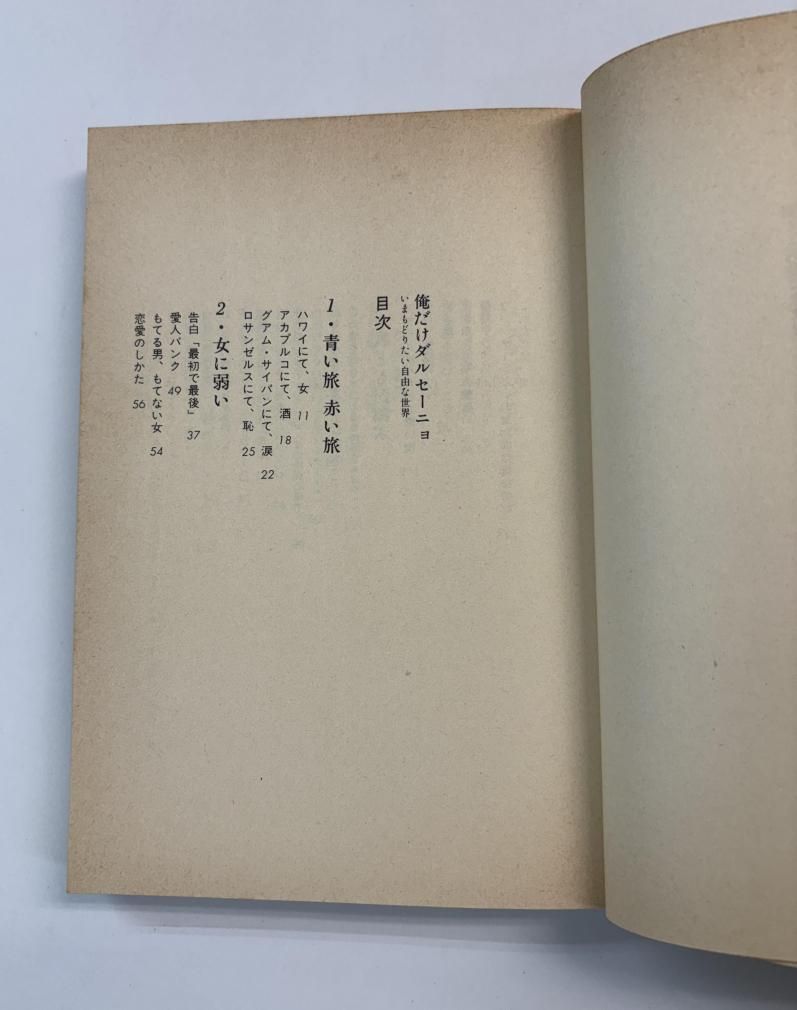 俺だけダルセーニョ
いまもどりたい自由な世界
目次
1・青い旅 赤い旅
ハワイにて、女 11
アカプルコにて、酒 18
グアム・サイパンにて、涙 22
ロサンゼルスにて、恥 25
2・女に弱い
告白「最初で最後」 37
愛人バンク 49
もてる男、もてない女 54
恋愛のしかた 56